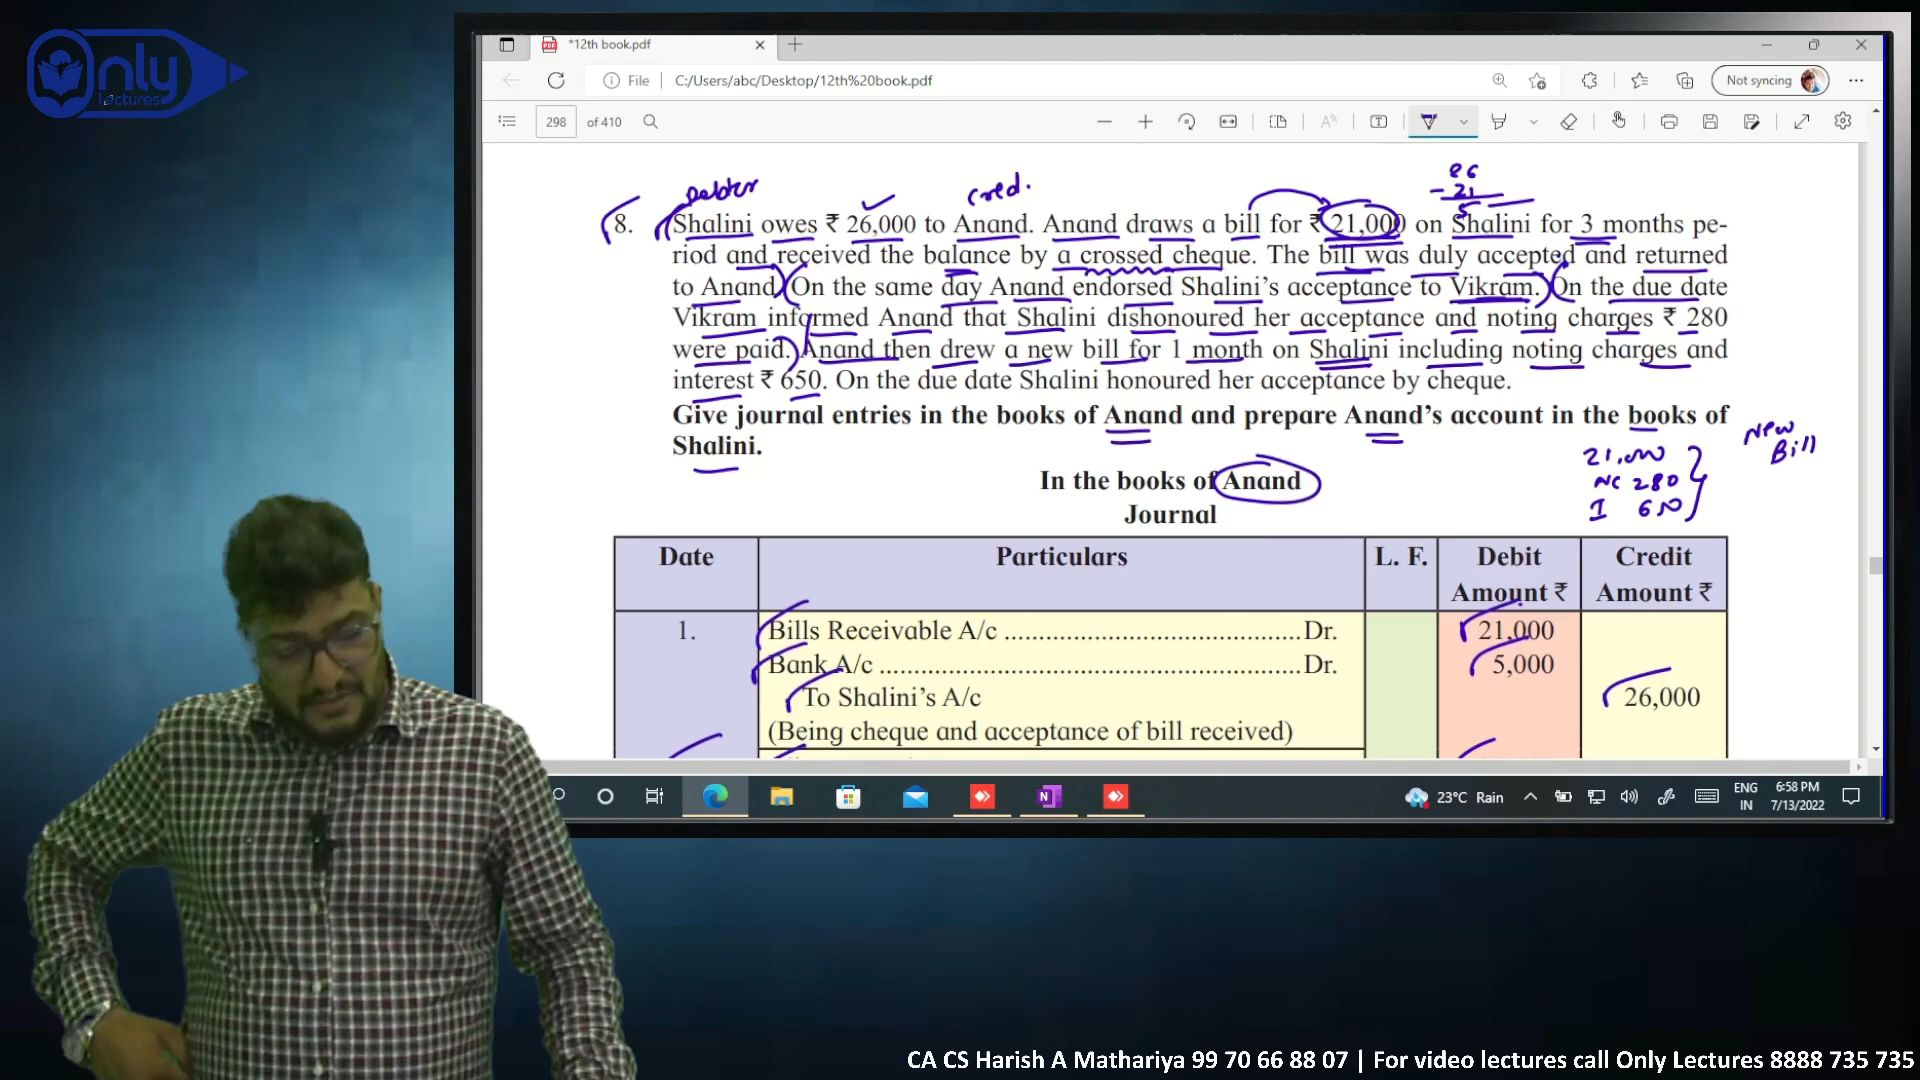 Only
Lectures
*12th book.pdf
File
C:/Users/abc/Desktop/12th%20book.pdf
Not syncing
298 of 410
Debtor
cred.
26
- 21
5
8. Shalini owes ₹ 26,000 to Anand. Anand draws a bill for ₹ 21,000 on Shalini for 3 months pe-
riod and received the balance by a crossed cheque. The bill was duly accepted and returned
to Anand. On the same day Anand endorsed Shalini's acceptance to Vikram. On the due date
Vikram informed Anand that Shalini dishonoured her acceptance and noting charges ₹ 280
were paid. Anand then drew a new bill for 1 month on Shalini including noting charges and
interest ₹ 650. On the due date Shalini honoured her acceptance by cheque.
Give journal entries in the books of Anand and prepare Anand's account in the books of
Shalini.
New
Bill
21,000
NC 280
I 650
In the books of Anand
Journal
Date Particulars L. F. Debit Amount ₹ Credit Amount ₹
1. Bills Receivable A/c ............................................ Dr. 21,000
Bank A/c .............................................................. Dr. 5,000
To Shalini's A/c 26,000
(Being cheque and acceptance of bill received)
23°C Rain
ENG
IN
6:58 PM
7/13/2022
CA CS Harish A Mathariya 99 70 66 88 07 | For video lectures call Only Lectures 8888 735 735